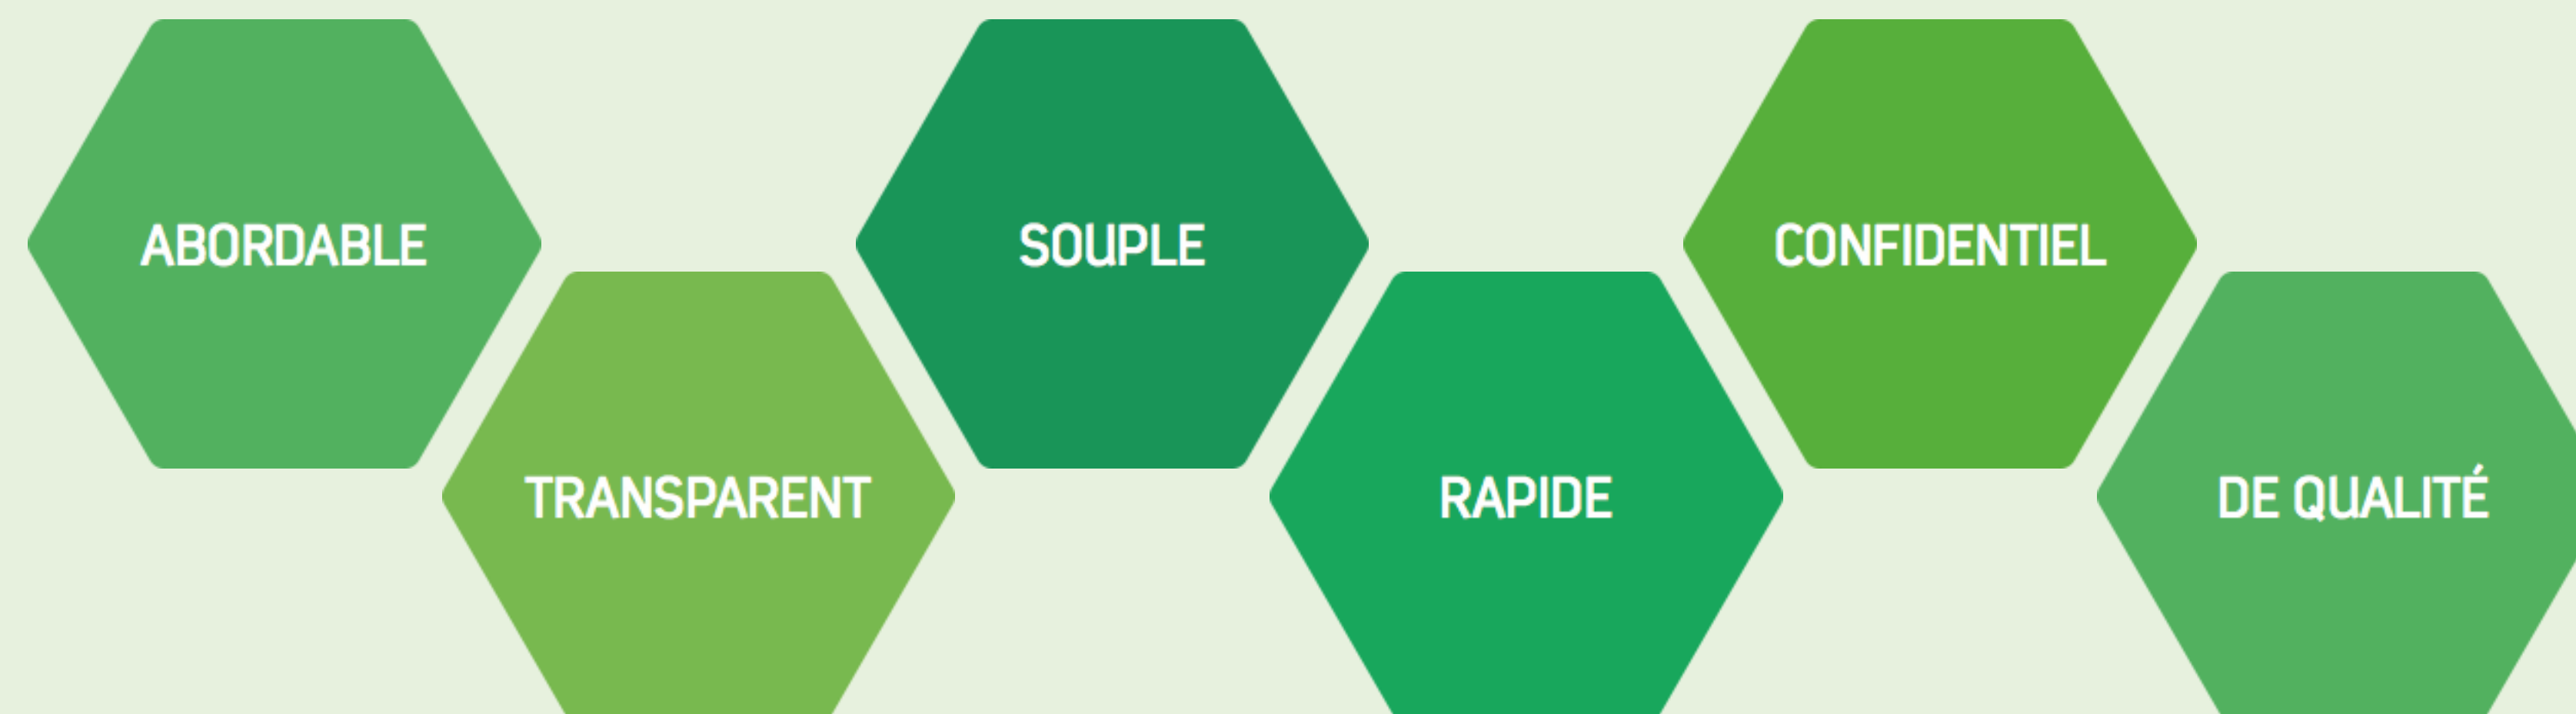 ABORDABLE
TRANSPARENT
SOUPLE
RAPIDE
CONFIDENTIEL
DE QUALITÉ